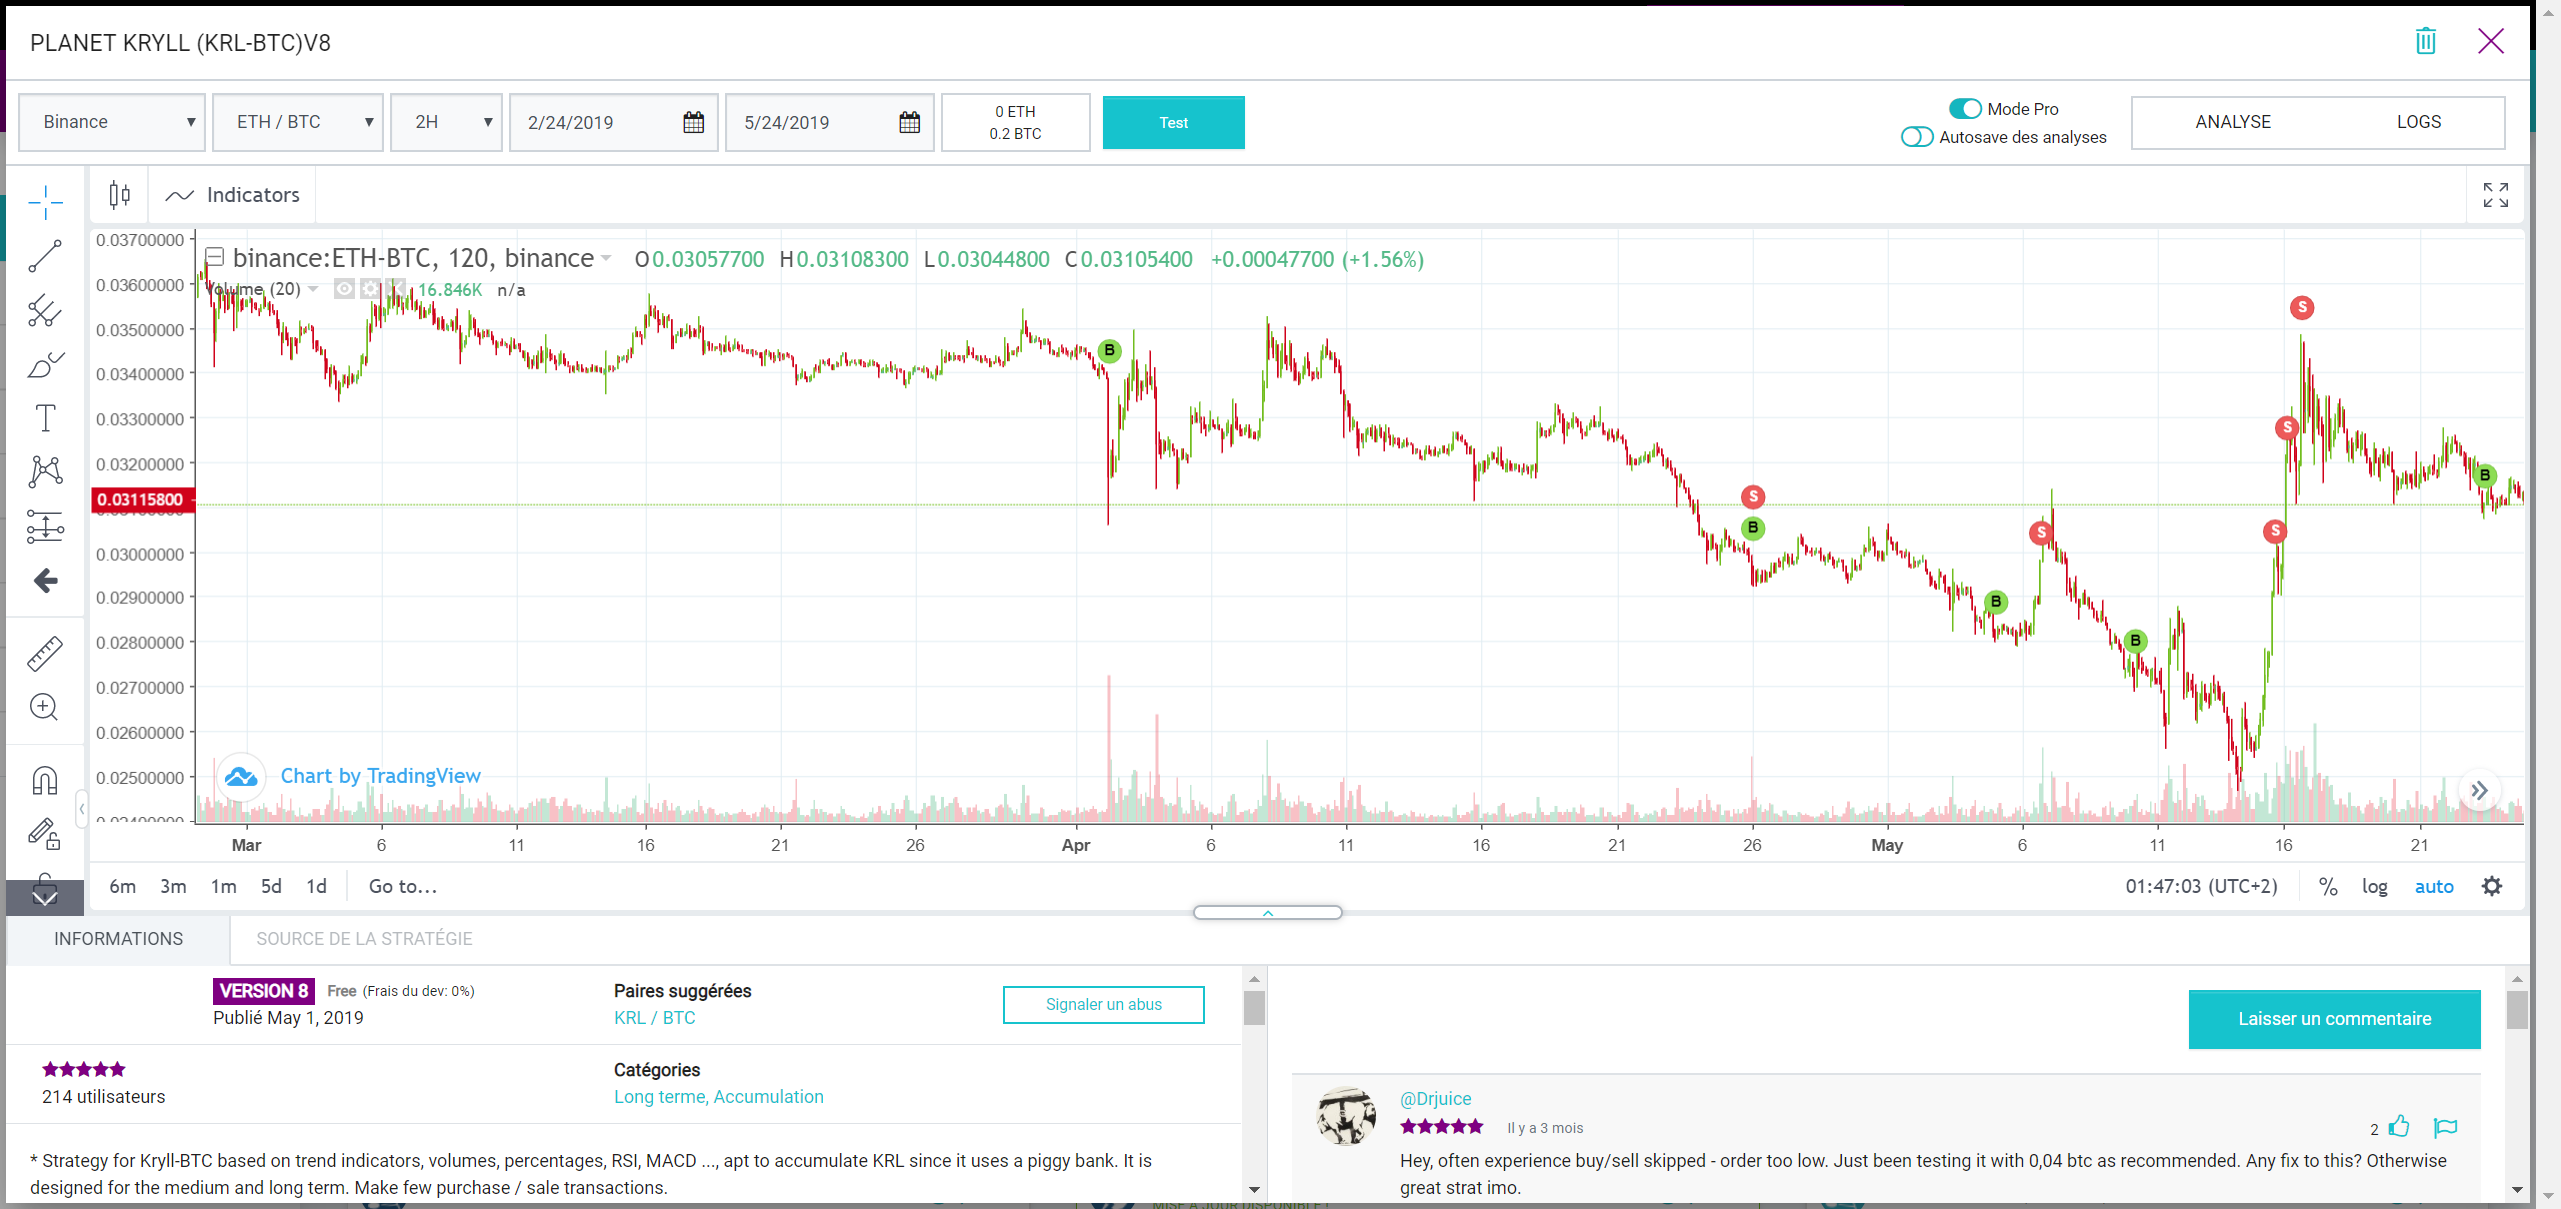 PLANET KRYLL (KRL-BTC)V8
Binance
ETH / BTC
2H
2/24/2019
5/24/2019
0 ETH
0.2 BTC
Test
Mode Pro
Autosave des analyses
ANALYSE
LOGS
Indicators
binance:ETH-BTC, 120, binance
O0.03057700 H0.03108300 L0.03044800 C0.03105400 +0.00047700 (+1.56%)
Volume (20)
16.846K n/a
0.03700000
0.03600000
0.03500000
0.03400000
0.03300000
0.03200000
0.03115800
0.03000000
0.02900000
0.02800000
0.02700000
0.02600000
0.02500000
0.02400000
B
S
B
B
S
B
S
S
S
B
Chart by TradingView
Mar 6 11 16 21 26 Apr 6 11 16 21 26 May 6 11 16 21
6m 3m 1m 5d 1d Go to...
01:47:03 (UTC+2) % log auto
INFORMATIONS
SOURCE DE LA STRATÉGIE
VERSION 8 Free (Frais du dev: 0%)
Publié May 1, 2019
Paires suggérées
KRL / BTC
Signaler un abus
214 utilisateurs
Catégories
Long terme, Accumulation
* Strategy for Kryll-BTC based on trend indicators, volumes, percentages, RSI, MACD ..., apt to accumulate KRL since it uses a piggy bank. It is
designed for the medium and long term. Make few purchase / sale transactions.
Laisser un commentaire
@Drjuice
Il y a 3 mois
2
Hey, often experience buy/sell skipped - order too low. Just been testing it with 0,04 btc as recommended. Any fix to this? Otherwise
great strat imo.
MISE À JOUR DISPONIBLE !